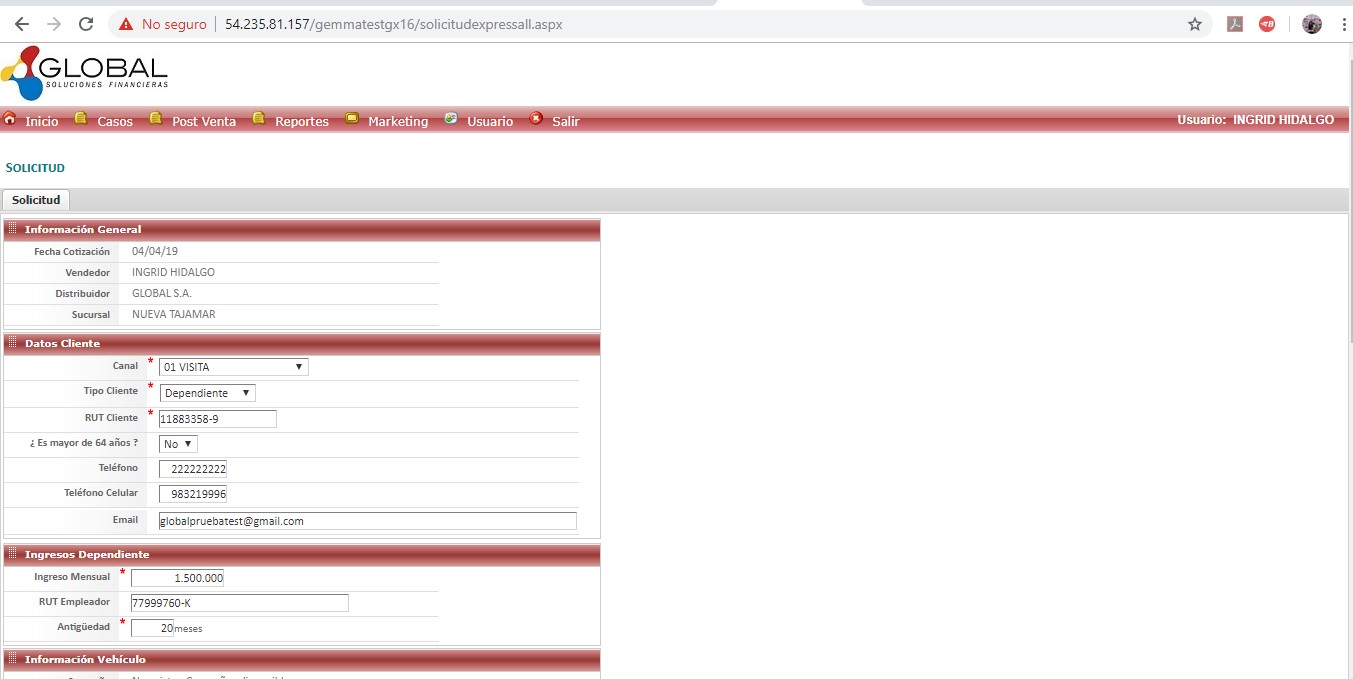 No seguro 54.235.81.157/gemmatestgx16/solicitudexpressall.aspx
GLOBAL
SOLUCIONES FINANCIERAS
Inicio Casos Post Venta Reportes Marketing Usuario Salir Usuario: INGRID HIDALGO
SOLICITUD
Solicitud
Información General
Fecha Cotización 04/04/19
Vendedor INGRID HIDALGO
Distribuidor GLOBAL S.A.
Sucursal NUEVA TAJAMAR
Datos Cliente
Canal * 01 VISITA
Tipo Cliente * Dependiente
RUT Cliente * 11883358-9
¿ Es mayor de 64 años ? No
Teléfono 222222222
Teléfono Celular 983219996
Email globalpruebatest@gmail.com
Ingresos Dependiente
Ingreso Mensual * 1.500.000
RUT Empleador 77999760-K
Antigüedad * 20 meses
Información Vehículo